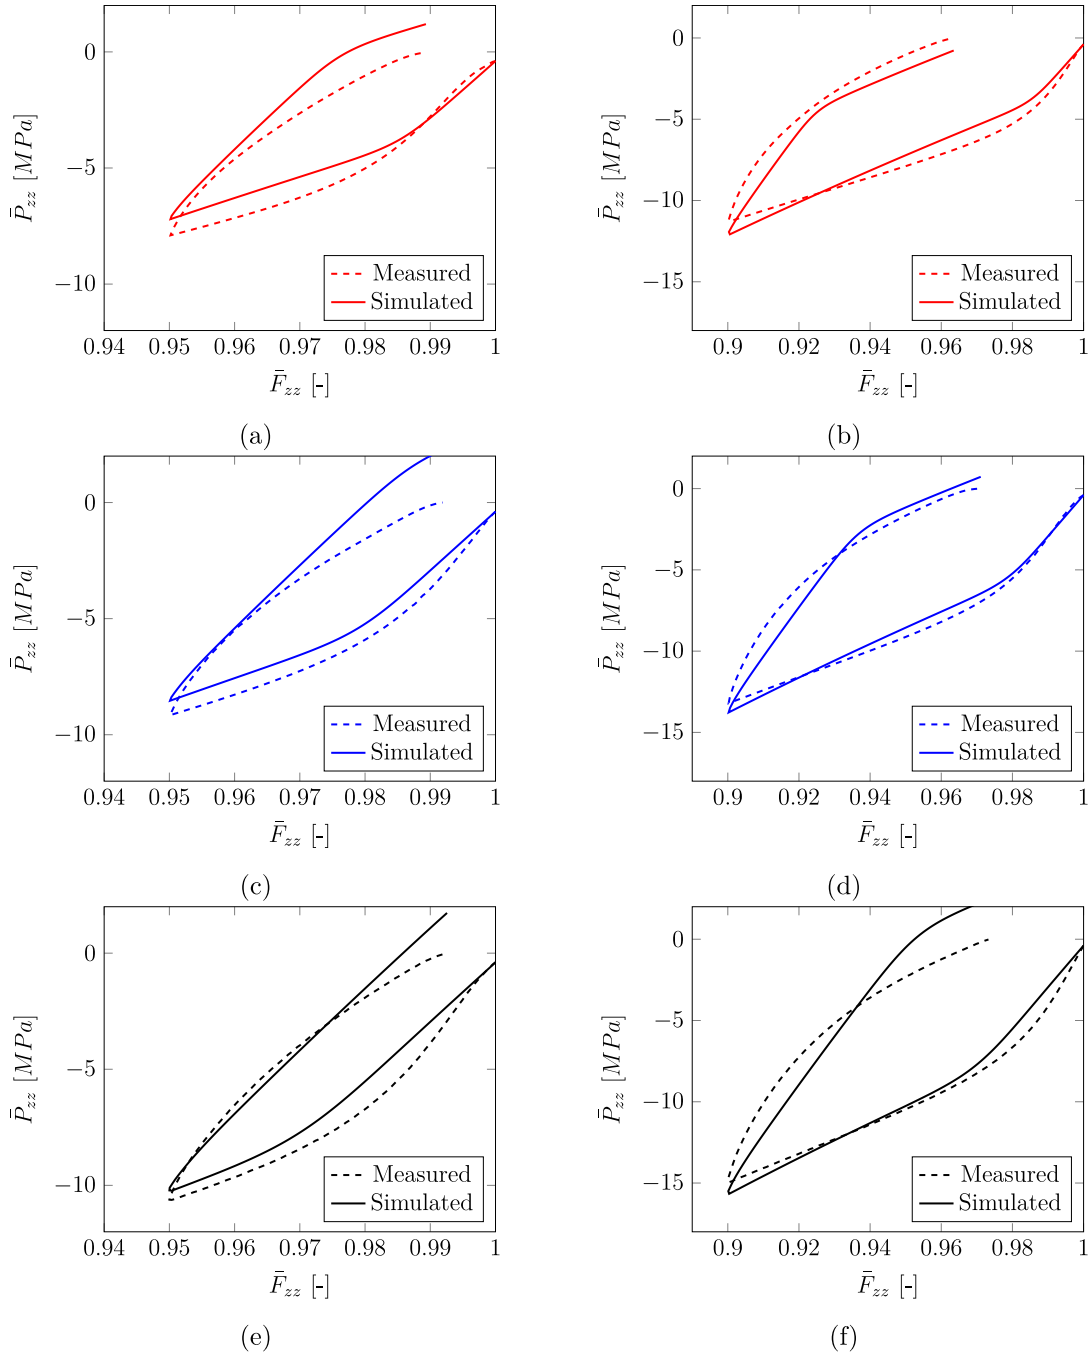 0
−5
−10
P̄zz [MPa]
Measured
Simulated
0.94 0.95 0.96 0.97 0.98 0.99 1
F̄zz [-]
(a)
0
−5
−10
−15
P̄zz [MPa]
Measured
Simulated
0.9 0.92 0.94 0.96 0.98 1
F̄zz [-]
(b)
0
−5
−10
P̄zz [MPa]
Measured
Simulated
0.94 0.95 0.96 0.97 0.98 0.99 1
F̄zz [-]
(c)
0
−5
−10
−15
P̄zz [MPa]
Measured
Simulated
0.9 0.92 0.94 0.96 0.98 1
F̄zz [-]
(d)
0
−5
−10
P̄zz [MPa]
Measured
Simulated
0.94 0.95 0.96 0.97 0.98 0.99 1
F̄zz [-]
(e)
0
−5
−10
−15
P̄zz [MPa]
Measured
Simulated
0.9 0.92 0.94 0.96 0.98 1
F̄zz [-]
(f)